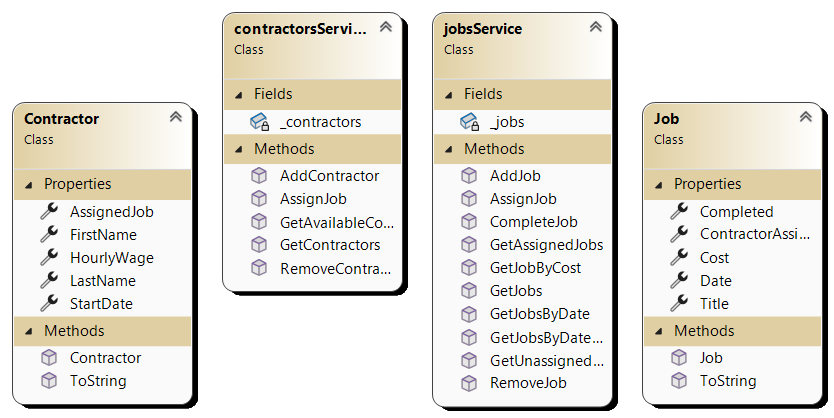 Contractor
Class
Properties
AssignedJob
FirstName
HourlyWage
LastName
StartDate
Methods
Contractor
ToString
contractorsServi...
Class
Fields
_contractors
Methods
AddContractor
AssignJob
GetAvailableCo...
GetContractors
RemoveContra...
jobsService
Class
Fields
_jobs
Methods
AddJob
AssignJob
CompleteJob
GetAssignedJobs
GetJobByCost
GetJobs
GetJobsByDate
GetJobsByDate...
GetUnassigned...
RemoveJob
Job
Class
Properties
Completed
ContractorAssi...
Cost
Date
Title
Methods
Job
ToString